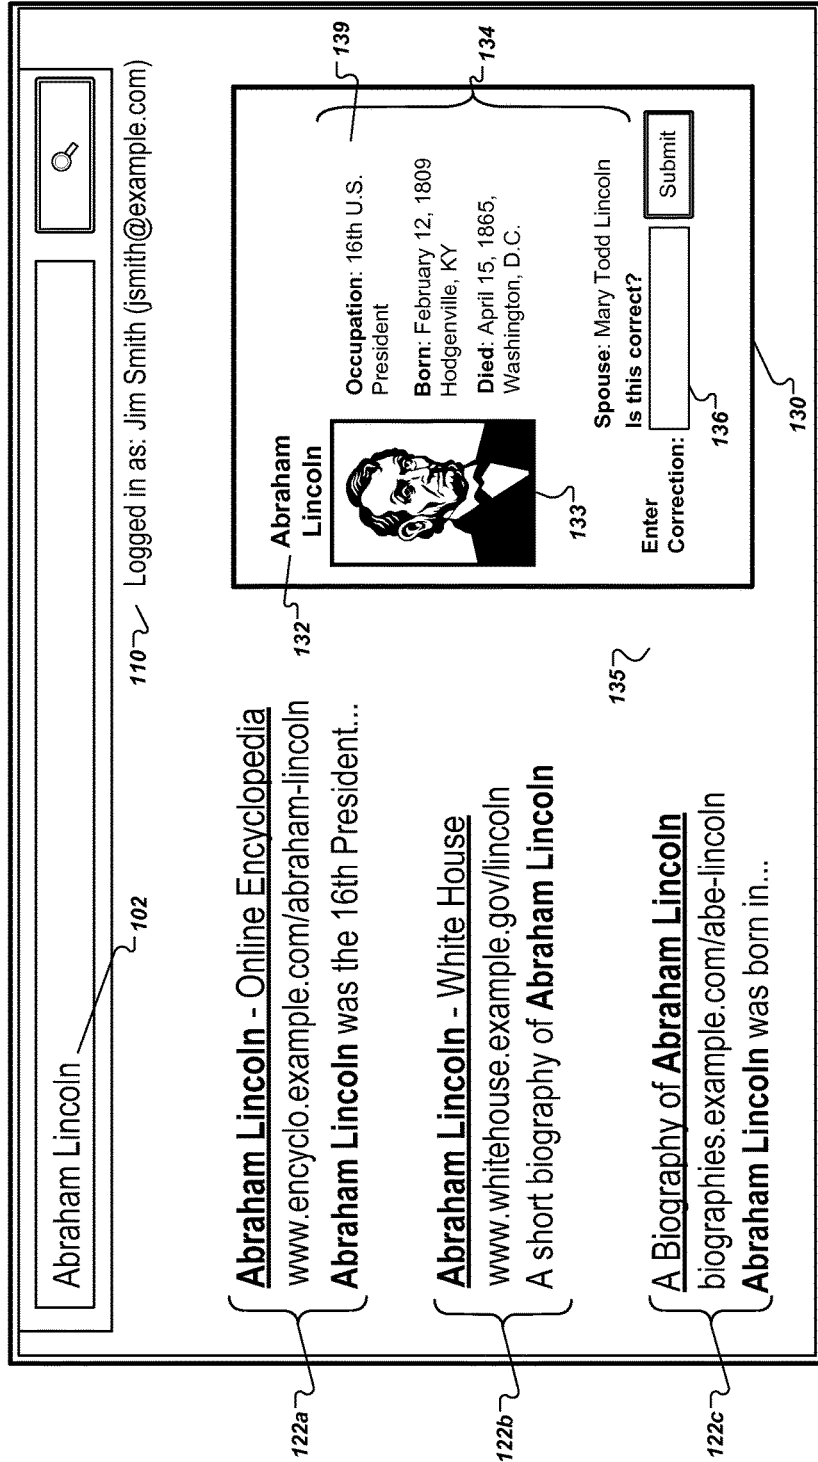 Abraham Lincoln
102
110
Logged in as: Jim Smith (jsmith@example.com)
122a
Abraham Lincoln - Online Encyclopedia
www.encyclo.example.com/abraham-lincoln
Abraham Lincoln was the 16th President...
122b
Abraham Lincoln - White House
www.whitehouse.example.gov/lincoln
A short biography of Abraham Lincoln
122c
A Biography of Abraham Lincoln
biographies.example.com/abe-lincoln
Abraham Lincoln was born in...
132
Abraham
Lincoln
133
139
Occupation: 16th U.S.
President
Born: February 12, 1809
Hodgenville, KY
Died: April 15, 1865,
Washington, D.C.
134
135
Spouse: Mary Todd Lincoln
Is this correct?
Enter
Correction:
Submit
136
130